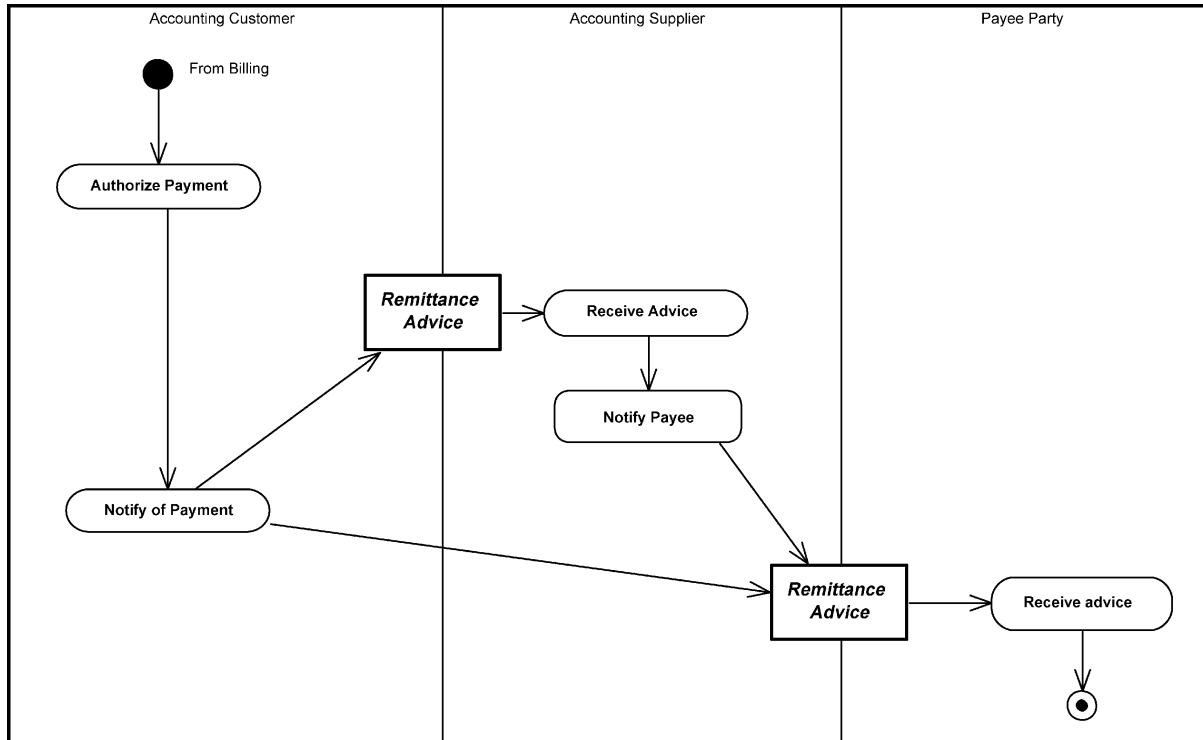 Accounting Customer
Accounting Supplier
Payee Party
From Billing
Authorize Payment
Remittance
Advice
Receive Advice
Notify Payee
Notify of Payment
Remittance
Advice
Receive advice